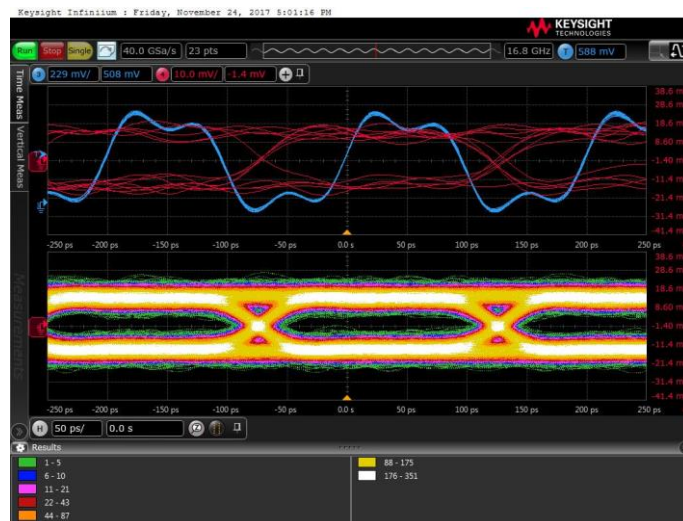 Keysight Infiniium : Friday, November 24, 2017 5:01:16 PM
KEYSIGHT
TECHNOLOGIES
Run Stop Single 40.0 GSa/s 23 pts 16.8 GHz T 588 mV
3 229 mV/ 508 mV 4 10.0 mV/ -1.4 mV
Time Meas
Vertical Meas
Measurements
38.6 m
28.6 m
18.6 m
8.60 m
-1.40 m
-11.4 m
-21.4 m
-31.4 m
-41.4 m
-250 ps -200 ps -150 ps -100 ps -50 ps 0.0 s 50 ps 100 ps 150 ps 200 ps 250 ps
38.6 m
28.6 m
18.6 m
8.60 m
-1.40 m
-11.4 m
-21.4 m
-31.4 m
-41.4 m
-250 ps -200 ps -150 ps -100 ps -50 ps 0.0 s 50 ps 100 ps 150 ps 200 ps 250 ps
H 50 ps/ 0.0 s
Results
1 - 5
6 - 10
11 - 21
22 - 43
44 - 87
88 - 175
176 - 351